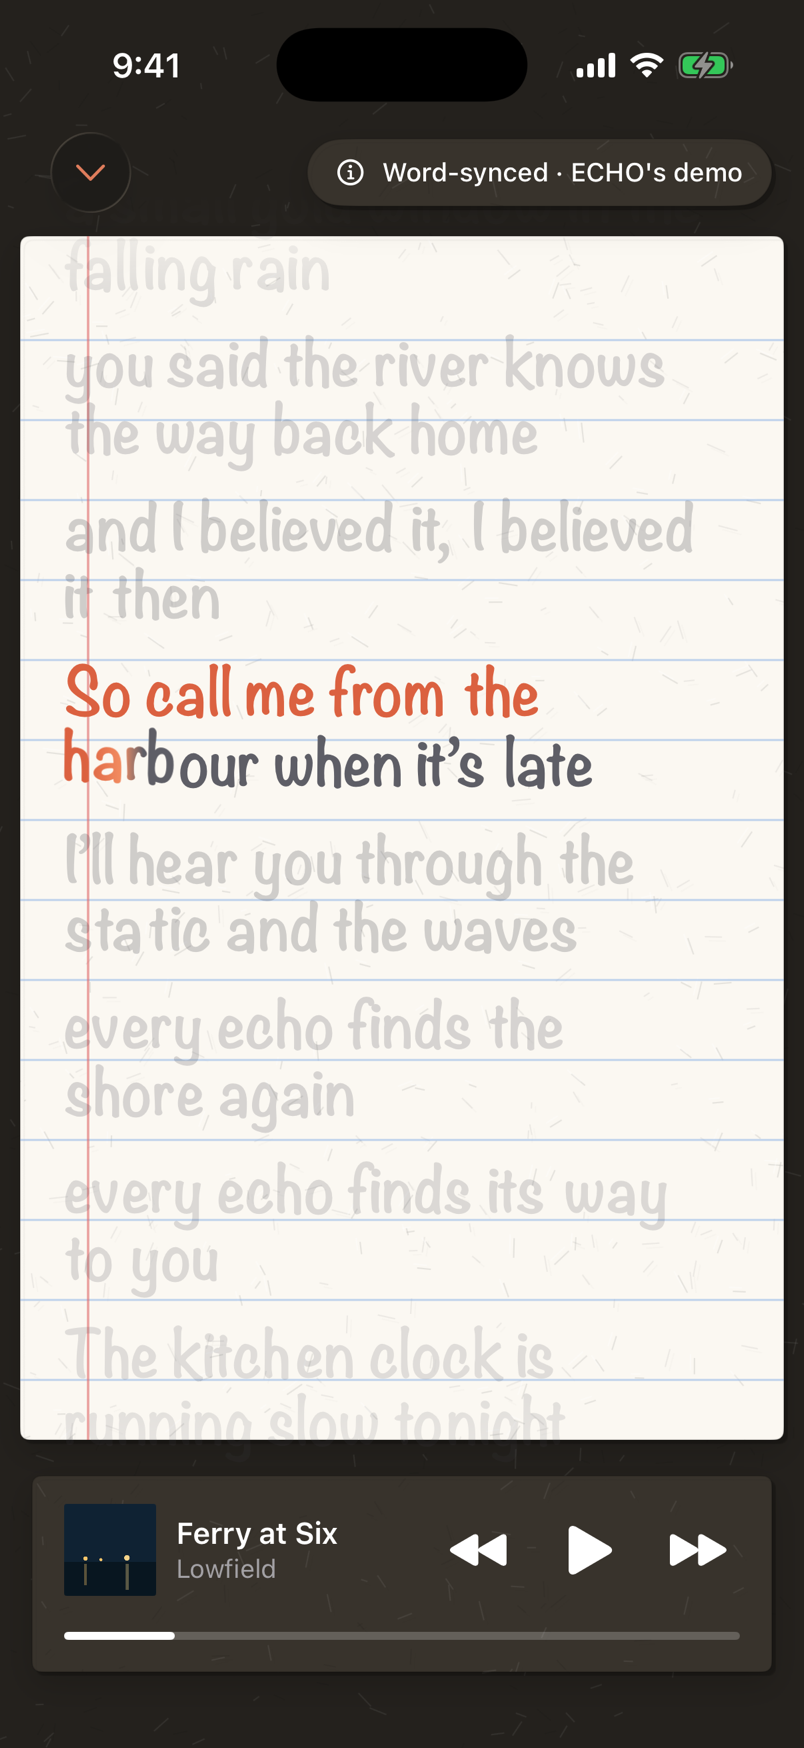 9:41
Word-synced · ECHO's demo
falling rain
you said the river knows
the way back home
and I believed it, I believed
it then
So call me from the
harbour when it’s late
I’ll hear you through the
static and the waves
every echo finds the
shore again
every echo finds its way
to you
The kitchen clock is
running slow tonight
Ferry at Six
Lowfield